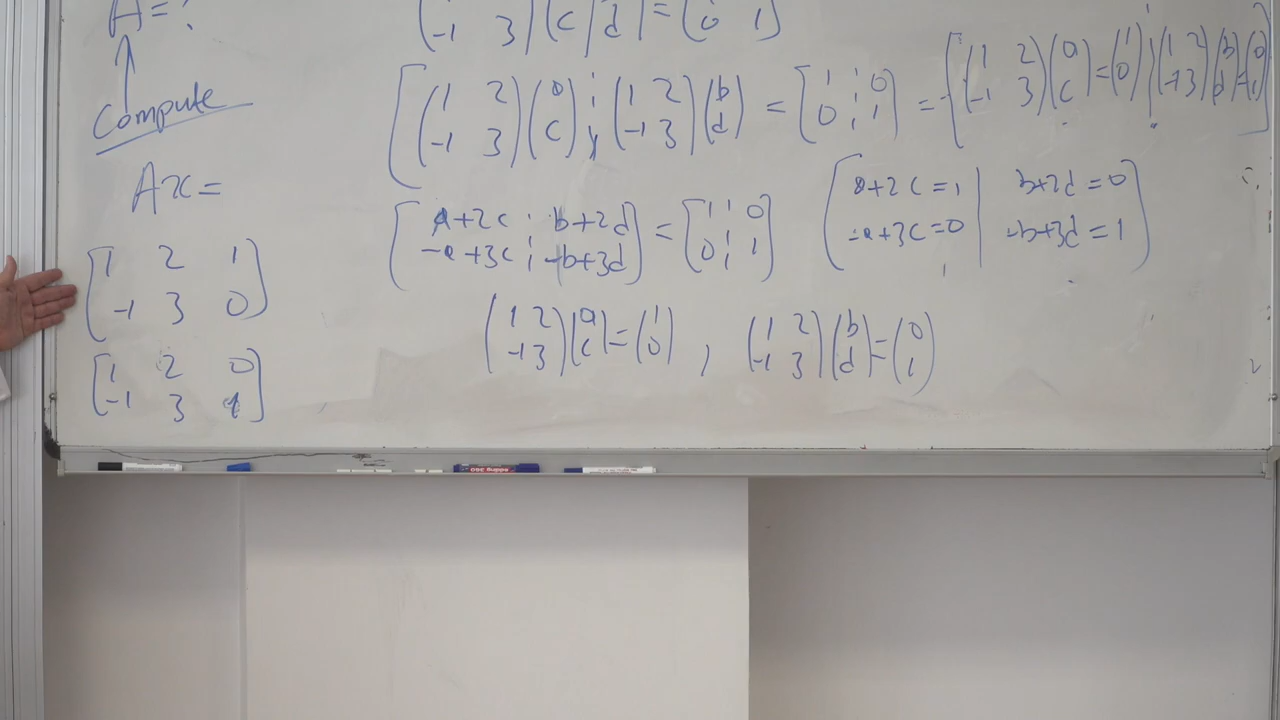 A = ?
Compute
Ax =
[1 2 1
-1 3 0]
[1 2 0
-1 3 1]
(-1 3)(c | d) = (0 1)
[(1 2; -1 3)(a; c) ; (1 2; -1 3)(b; d)] = [1 ¦ 0; 0 ¦ 1] = [(1 2; -1 3)(a; c) = (1; 0) ¦ (1 2; -1 3)(b; d) = (0; 1)]
[a+2c ¦ b+2d; -a+3c ¦ -b+3d] = [1 ¦ 0; 0 ¦ 1] [a+2c=1 | b+2d=0; -a+3c=0 | -b+3d=1]
(1 2; -1 3)(a; c) = (1; 0) , (1 2; -1 3)(b; d) = (0; 1)